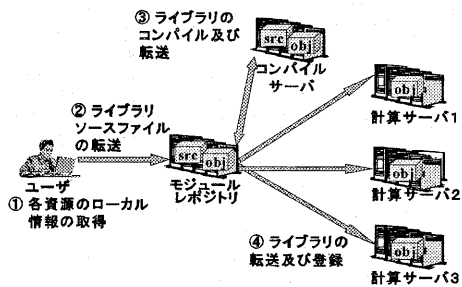 ③ ライブラリの
コンパイル及び
転送
src
obj
コンパイル
サーバ
② ライブラリ
ソースファイル
の転送
src
obj
モジュール
レポジトリ
ユーザ
① 各資源のローカル
情報の取得
obj
計算サーバ1
obj
計算サーバ2
④ ライブラリの
転送及び登録
obj
計算サーバ3